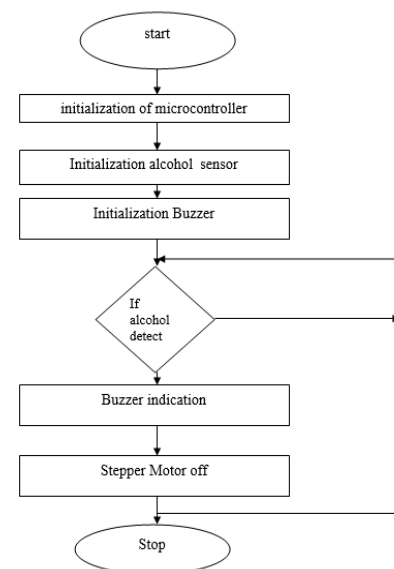 start
initialization of microcontroller
Initialization alcohol sensor
Initialization Buzzer
If
alcohol
detect
Buzzer indication
Stepper Motor off
Stop